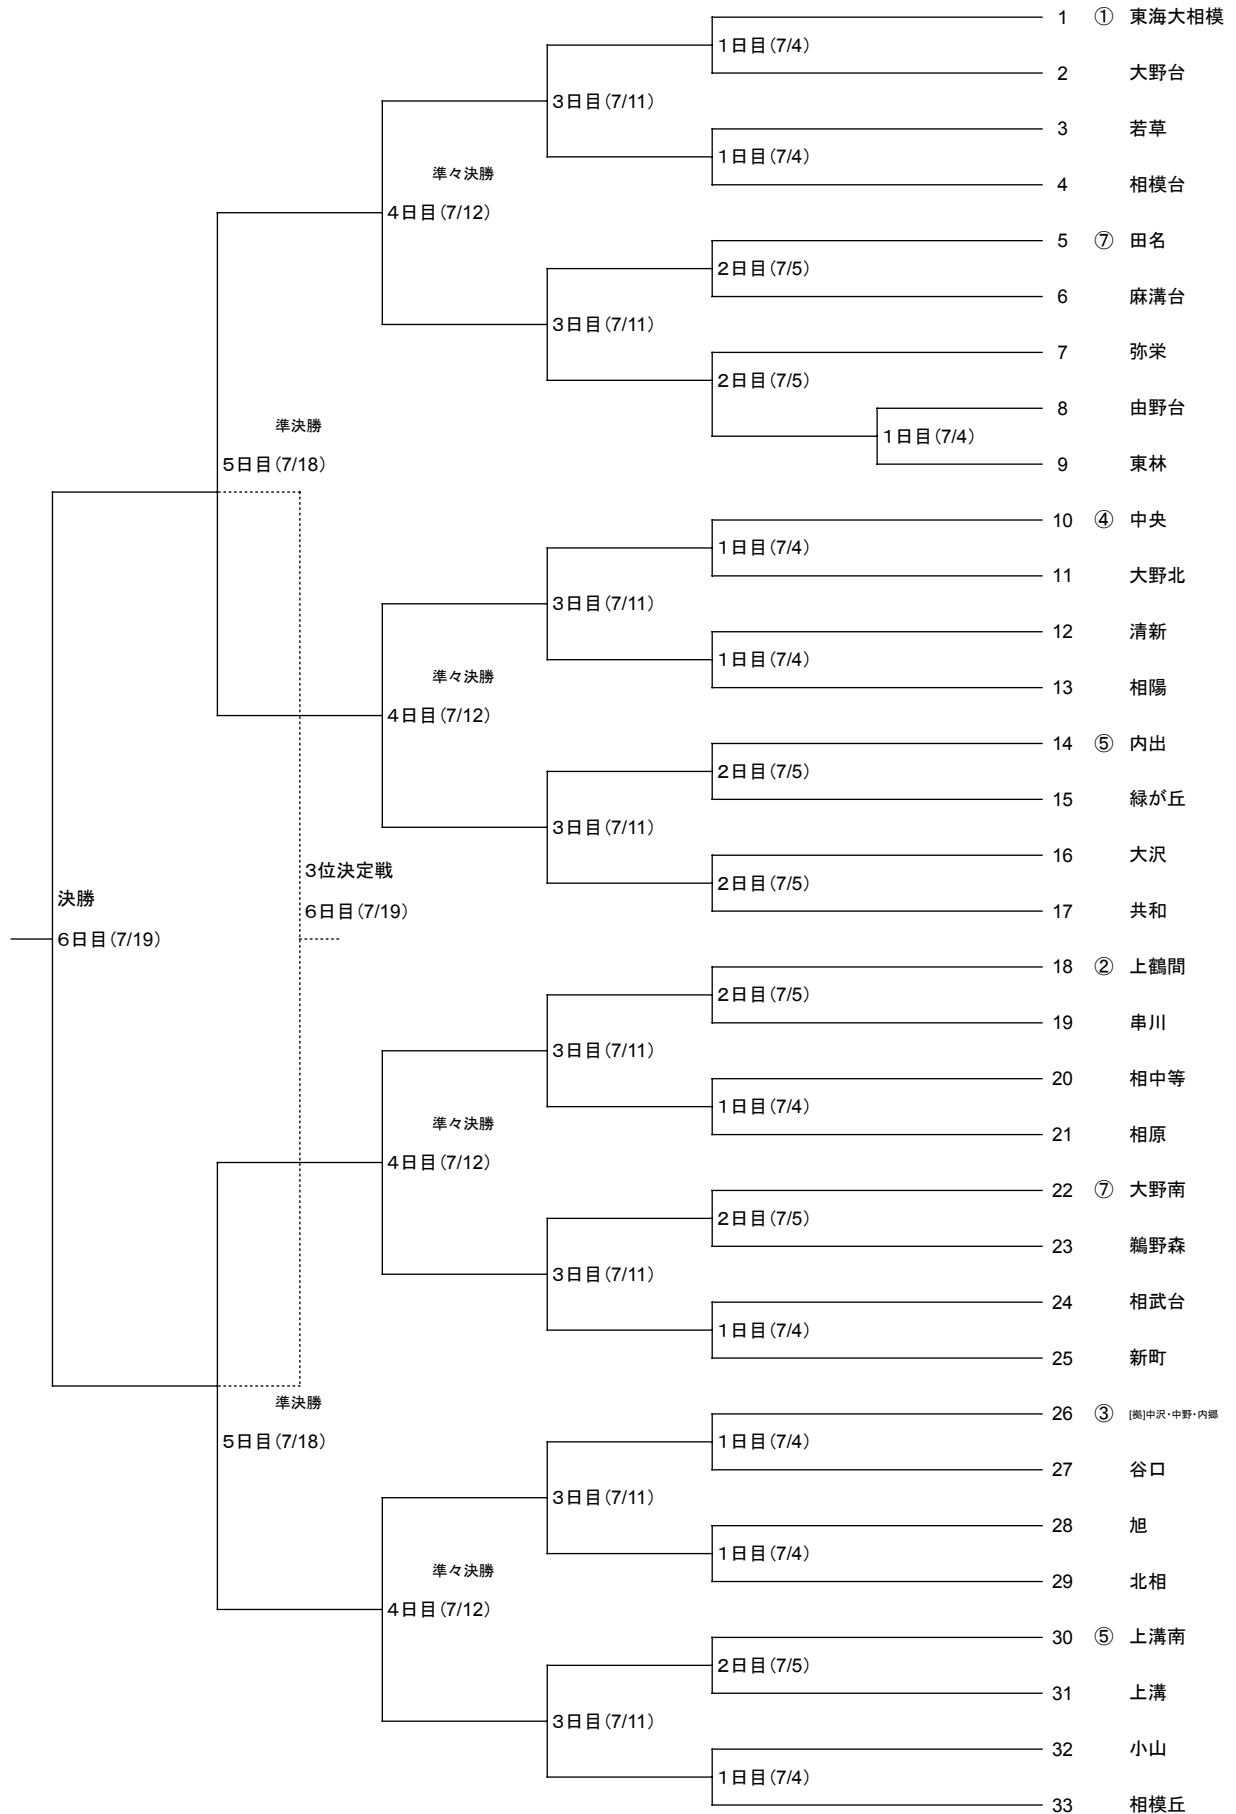 1 ① 東海大相模
1日目(7/4)
2 大野台
3日目(7/11)
3 若草
1日目(7/4)
準々決勝
4 相模台
4日目(7/12)
5 ⑦ 田名
2日目(7/5)
6 麻溝台
3日目(7/11)
7 弥栄
2日目(7/5)
8 由野台
準決勝
1日目(7/4)
5日目(7/18)
9 東林
10 ④ 中央
1日目(7/4)
11 大野北
3日目(7/11)
12 清新
1日目(7/4)
準々決勝
13 相陽
4日目(7/12)
14 ⑤ 内出
2日目(7/5)
15 緑が丘
3日目(7/11)
16 大沢
3位決定戦
2日目(7/5)
決勝
6日目(7/19)
17 共和
6日目(7/19)
18 ② 上鶴間
2日目(7/5)
19 串川
3日目(7/11)
20 相中等
1日目(7/4)
準々決勝
21 相原
4日目(7/12)
22 ⑦ 大野南
2日目(7/5)
23 鵜野森
3日目(7/11)
24 相武台
1日目(7/4)
25 新町
準決勝
26 ③ [拠]中沢・中野・内郷
5日目(7/18)
1日目(7/4)
27 谷口
3日目(7/11)
28 旭
1日目(7/4)
準々決勝
29 北相
4日目(7/12)
30 ⑤ 上溝南
2日目(7/5)
31 上溝
3日目(7/11)
32 小山
1日目(7/4)
33 相模丘